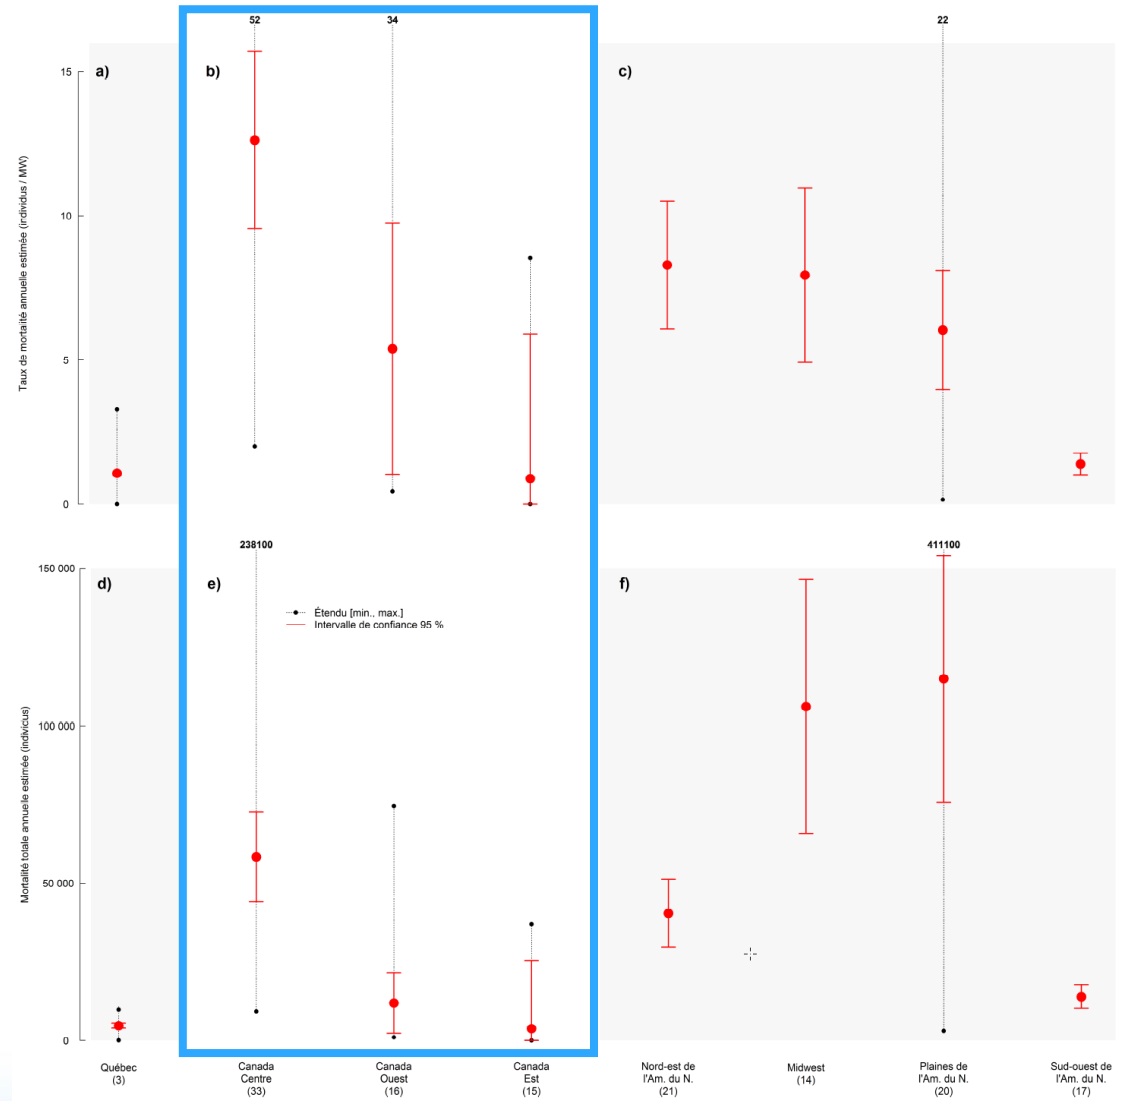 52
34
22
a)
b)
c)
15
10
5
0
Taux de mortaité annuelle estimée (individus / MW)
238100
411100
d)
e)
f)
150 000
100 000
50 000
0
Étendu [min., max.]
Intervalle de confiance 95 %
Mortalité totale annuelle estimée (individus)
Québec
(3)
Canada
Centre
(33)
Canada
Ouest
(16)
Canada
Est
(15)
Nord-est de
l'Am. du N.
(21)
Midwest
(14)
Plaines de
l'Am. du N.
(20)
Sud-ouest de
l'Am. du N.
(17)